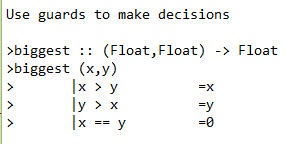 Use guards to make decisions
>biggest :: (Float,Float) -> Float
>biggest (x,y)
>       |x > y          =x
>       |y > x          =y
>       |x == y         =0